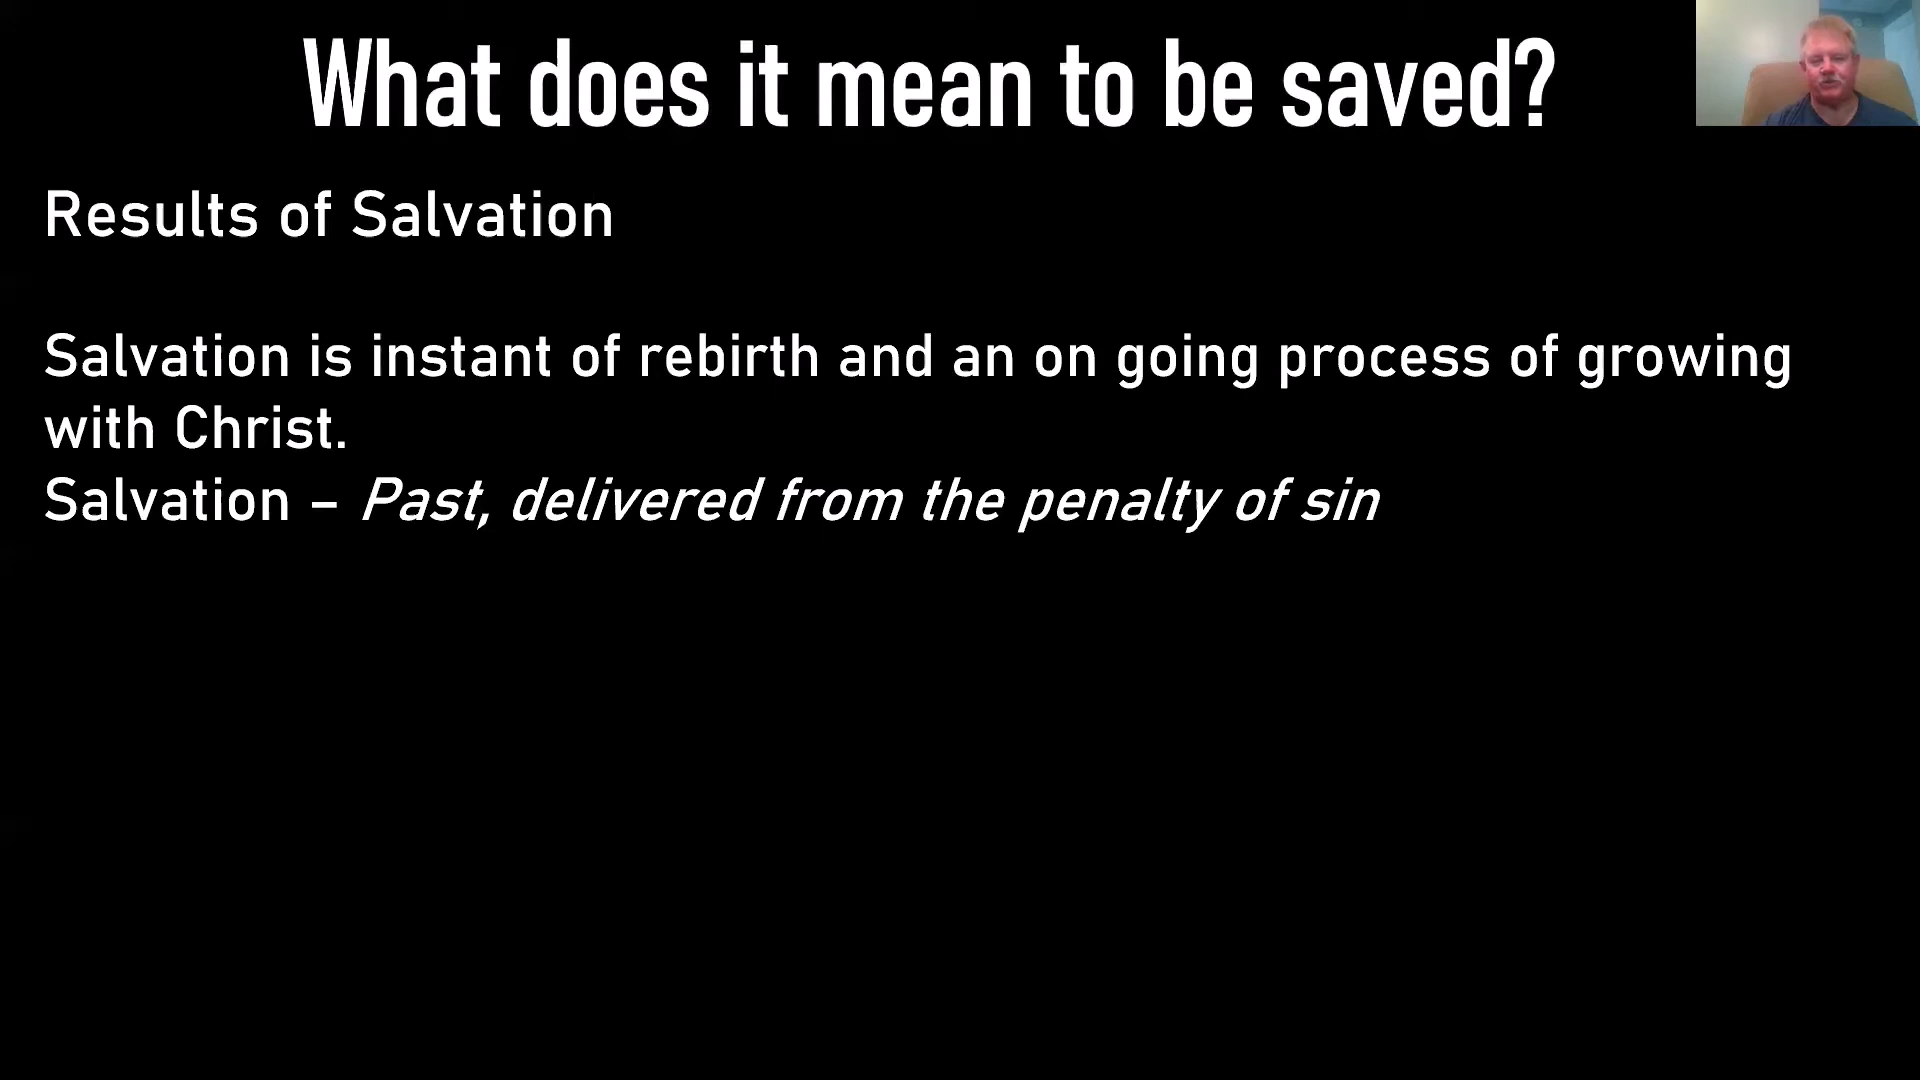 What does it mean to be saved?
Results of Salvation
Salvation is instant of rebirth and an on going process of growing
with Christ.
Salvation – Past, delivered from the penalty of sin